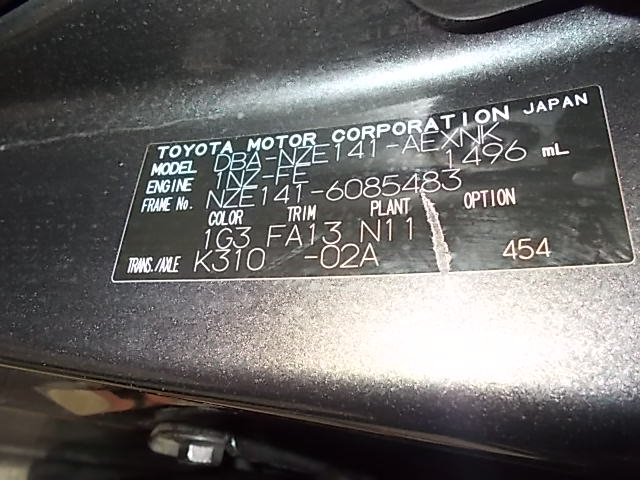 TOYOTA MOTOR CORPORATION JAPAN
MODEL DBA-NZE141-AEXNK
ENGINE 1NZ-FE 1496 mL
FRAME No. NZE141-6085483
COLOR TRIM PLANT OPTION
1G3 FA13 N11
TRANS./AXLE K310 -02A 454